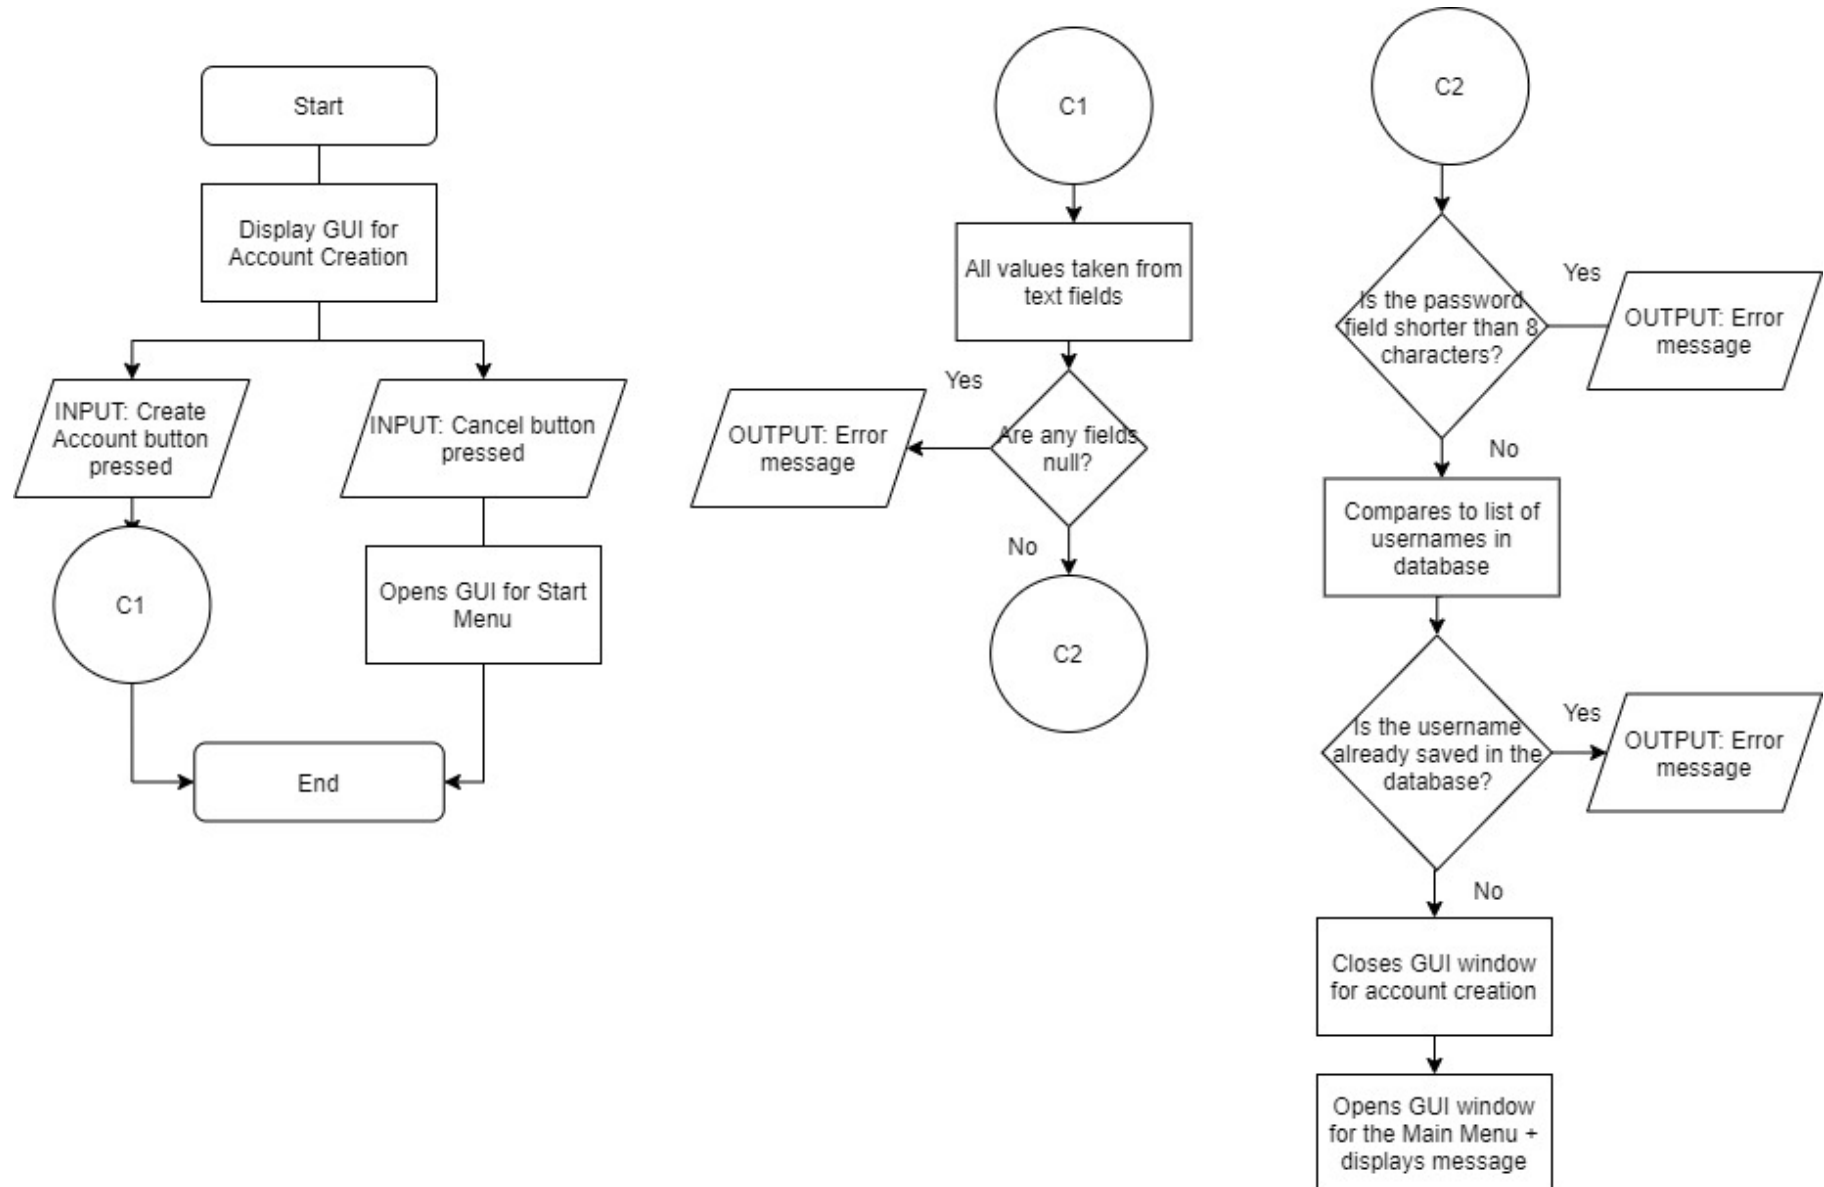 Start
Display GUI for
Account Creation
INPUT: Create
Account button
pressed
INPUT: Cancel button
pressed
C1
Opens GUI for Start
Menu
End
C1
All values taken from
text fields
Yes
Are any fields
null?
OUTPUT: Error
message
No
C2
C2
Is the password
field shorter than 8
characters?
Yes
OUTPUT: Error
message
No
Compares to list of
usernames in
database
Is the username
already saved in the
database?
Yes
OUTPUT: Error
message
No
Closes GUI window
for account creation
Opens GUI window
for the Main Menu +
displays message